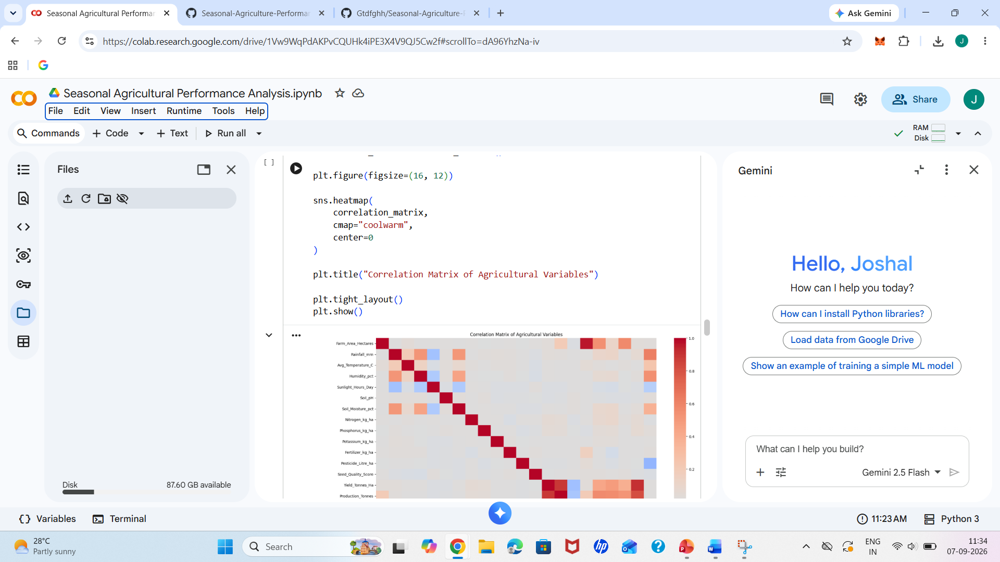 Seasonal Agricultural Performan
Seasonal-Agriculture-Performan
Gtdfghh/Seasonal-Agriculture-P
Ask Gemini
https://colab.research.google.com/drive/1Vw9WqPdAKPvCQUHk4iPE3X4V9QJ5Cw2f#scrollTo=dA96YhzNa-iv
J
Seasonal Agricultural Performance Analysis.ipynb
File Edit View Insert Runtime Tools Help
Share
J
Commands
+ Code
+ Text
Run all
RAM
Disk
Files
Disk
87.60 GB available
[ ]
plt.figure(figsize=(16, 12))
sns.heatmap(
correlation_matrix,
cmap="coolwarm",
center=0
)
plt.title("Correlation Matrix of Agricultural Variables")
plt.tight_layout()
plt.show()
Correlation Matrix of Agricultural Variables
Farm_Area_Hectares
Rainfall_mm
Avg_Temperature_C
Humidity_pct
Sunlight_Hours_Day
Soil_pH
Soil_Moisture_pct
Nitrogen_kg_ha
Phosphorus_kg_ha
Potassium_kg_ha
Fertilizer_kg_ha
Pesticide_Litre_ha
Seed_Quality_Score
Yield_Tonnes_Ha
Production_Tonnes
1.0
0.8
0.6
0.4
0.2
Gemini
Hello, Joshal
How can I help you today?
How can I install Python libraries?
Load data from Google Drive
Show an example of training a simple ML model
What can I help you build?
Gemini 2.5 Flash
{} Variables
Terminal
11:23 AM
Python 3
28°C
Partly sunny
Search
ENG
IN
11:34
07-09-2026